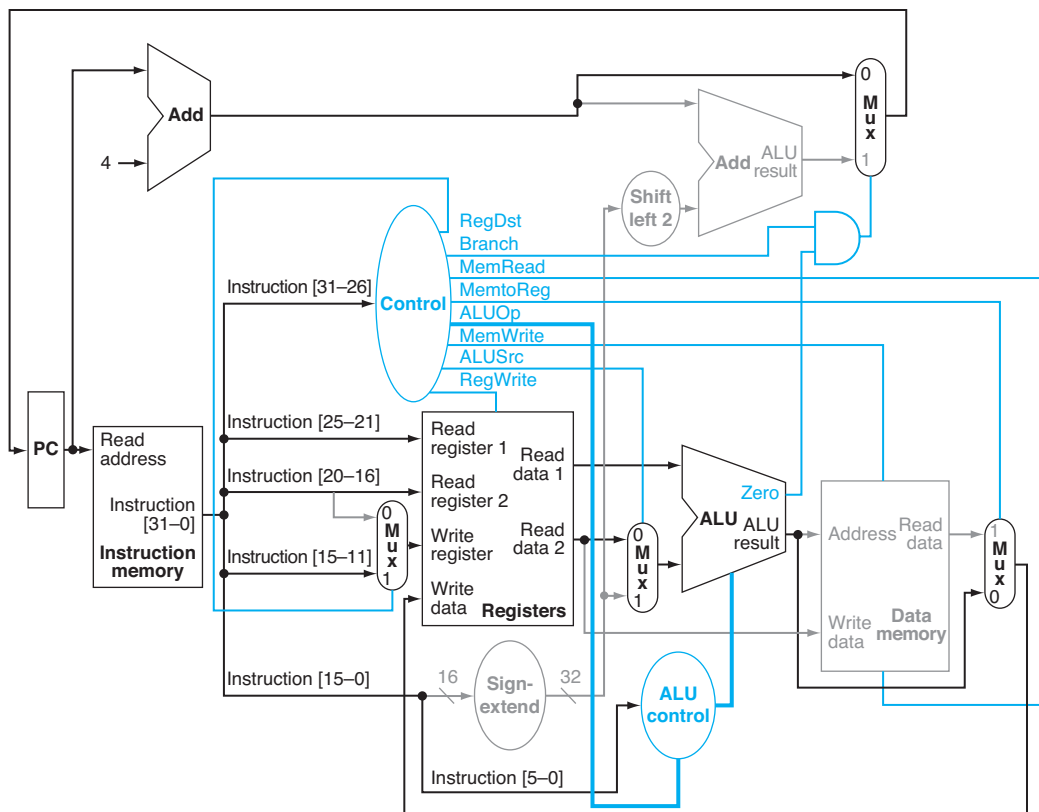 0
M
u
x
1
Add
4
Add
ALU
result
Shift
left 2
RegDst
Branch
MemRead
MemtoReg
ALUOp
MemWrite
ALUSrc
RegWrite
Control
Instruction [31–26]
Instruction [25–21]
Instruction [20–16]
Instruction [15–11]
Instruction [15–0]
Instruction [5–0]
PC
Read
address
Instruction
[31–0]
Instruction
memory
0
M
u
x
1
Read
register 1
Read
register 2
Write
register
Write
data
Read
data 1
Read
data 2
Registers
0
M
u
x
1
Zero
ALU
ALU
result
Address
Read
data
Write
data
Data
memory
1
M
u
x
0
16
Sign-
extend
32
ALU
control